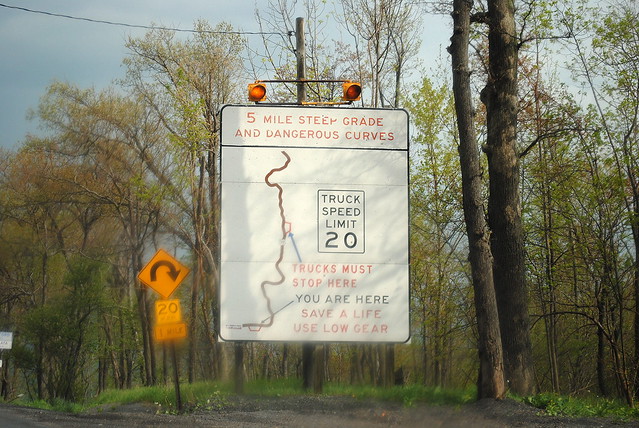 5 MILE STEEP GRADE
AND DANGEROUS CURVES
TRUCK
SPEED
LIMIT
20
TRUCKS MUST
STOP HERE
YOU ARE HERE
SAVE A LIFE
USE LOW GEAR
20